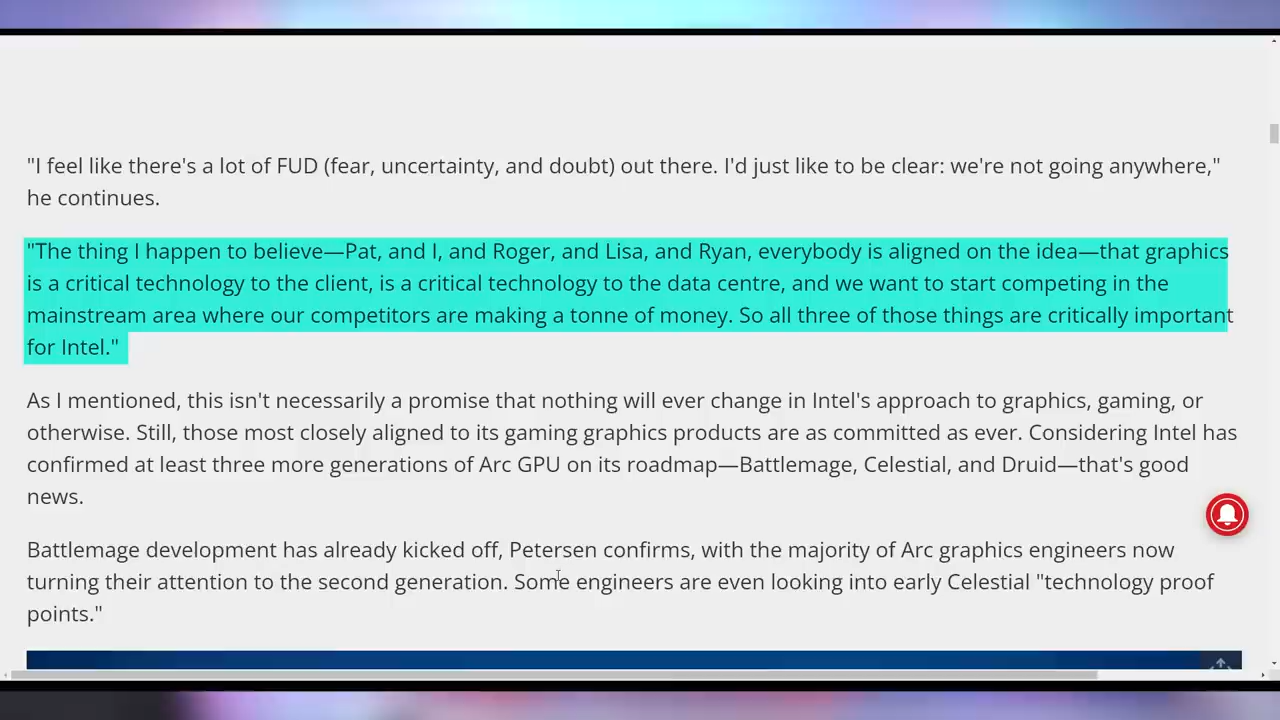 "I feel like there's a lot of FUD (fear, uncertainty, and doubt) out there. I'd just like to be clear: we're not going anywhere,"
he continues.
"The thing I happen to believe—Pat, and I, and Roger, and Lisa, and Ryan, everybody is aligned on the idea—that graphics
is a critical technology to the client, is a critical technology to the data centre, and we want to start competing in the
mainstream area where our competitors are making a tonne of money. So all three of those things are critically important
for Intel."
As I mentioned, this isn't necessarily a promise that nothing will ever change in Intel's approach to graphics, gaming, or
otherwise. Still, those most closely aligned to its gaming graphics products are as committed as ever. Considering Intel has
confirmed at least three more generations of Arc GPU on its roadmap—Battlemage, Celestial, and Druid—that's good
news.
Battlemage development has already kicked off, Petersen confirms, with the majority of Arc graphics engineers now
turning their attention to the second generation. Some engineers are even looking into early Celestial "technology proof
points."